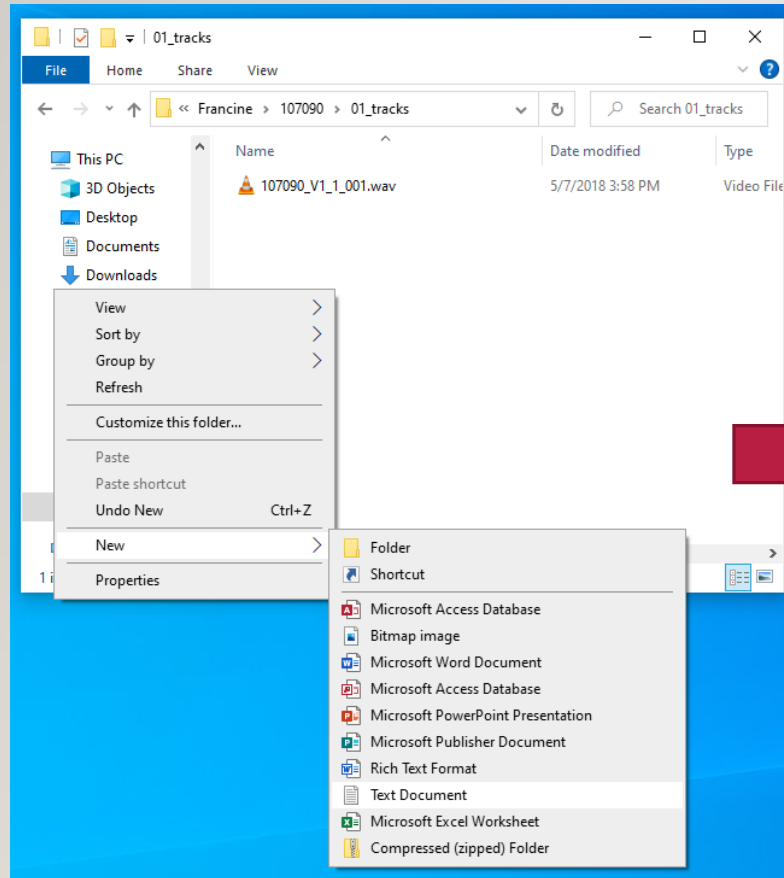 01_tracks
File Home Share View
« Francine › 107090 › 01_tracks Search 01_tracks
This PC
3D Objects
Desktop
Documents
Downloads
Name Date modified Type
107090_V1_1_001.wav 5/7/2018 3:58 PM Video File
View
Sort by
Group by
Refresh
Customize this folder...
Paste
Paste shortcut
Undo New Ctrl+Z
New
Properties
1 i
Folder
Shortcut
Microsoft Access Database
Bitmap image
Microsoft Word Document
Microsoft Access Database
Microsoft PowerPoint Presentation
Microsoft Publisher Document
Rich Text Format
Text Document
Microsoft Excel Worksheet
Compressed (zipped) Folder